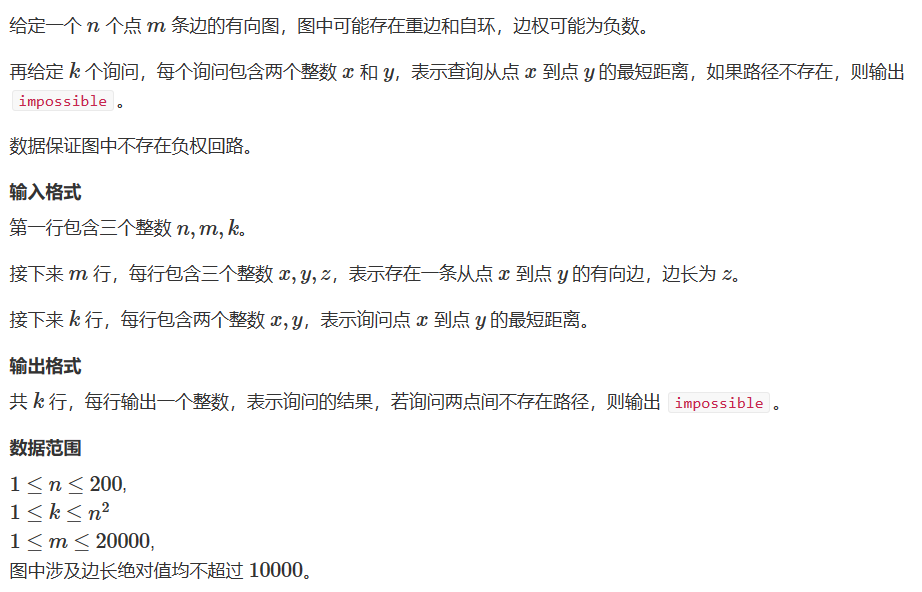 给定一个 n 个点 m 条边的有向图，图中可能存在重边和自环，边权可能为负数。
再给定 k 个询问，每个询问包含两个整数 x 和 y，表示查询从点 x 到点 y 的最短距离，如果路径不存在，则输出
impossible。
数据保证图中不存在负权回路。
输入格式
第一行包含三个整数 n, m, k。
接下来 m 行，每行包含三个整数 x, y, z，表示存在一条从点 x 到点 y 的有向边，边长为 z。
接下来 k 行，每行包含两个整数 x, y，表示询问点 x 到点 y 的最短距离。
输出格式
共 k 行，每行输出一个整数，表示询问的结果，若询问两点间不存在路径，则输出 impossible。
数据范围
1 ≤ n ≤ 200,
1 ≤ k ≤ n²
1 ≤ m ≤ 20000,
图中涉及边长绝对值均不超过 10000。